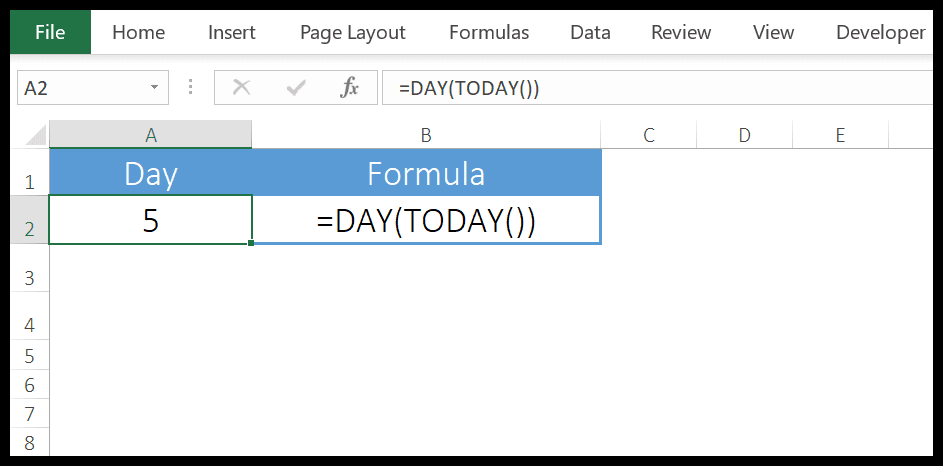 File Home Insert Page Layout Formulas Data Review View Developer
A2 fx =DAY(TODAY())
A B C D E
1 Day Formula
2 5 =DAY(TODAY())
3
4
5
6
7
8